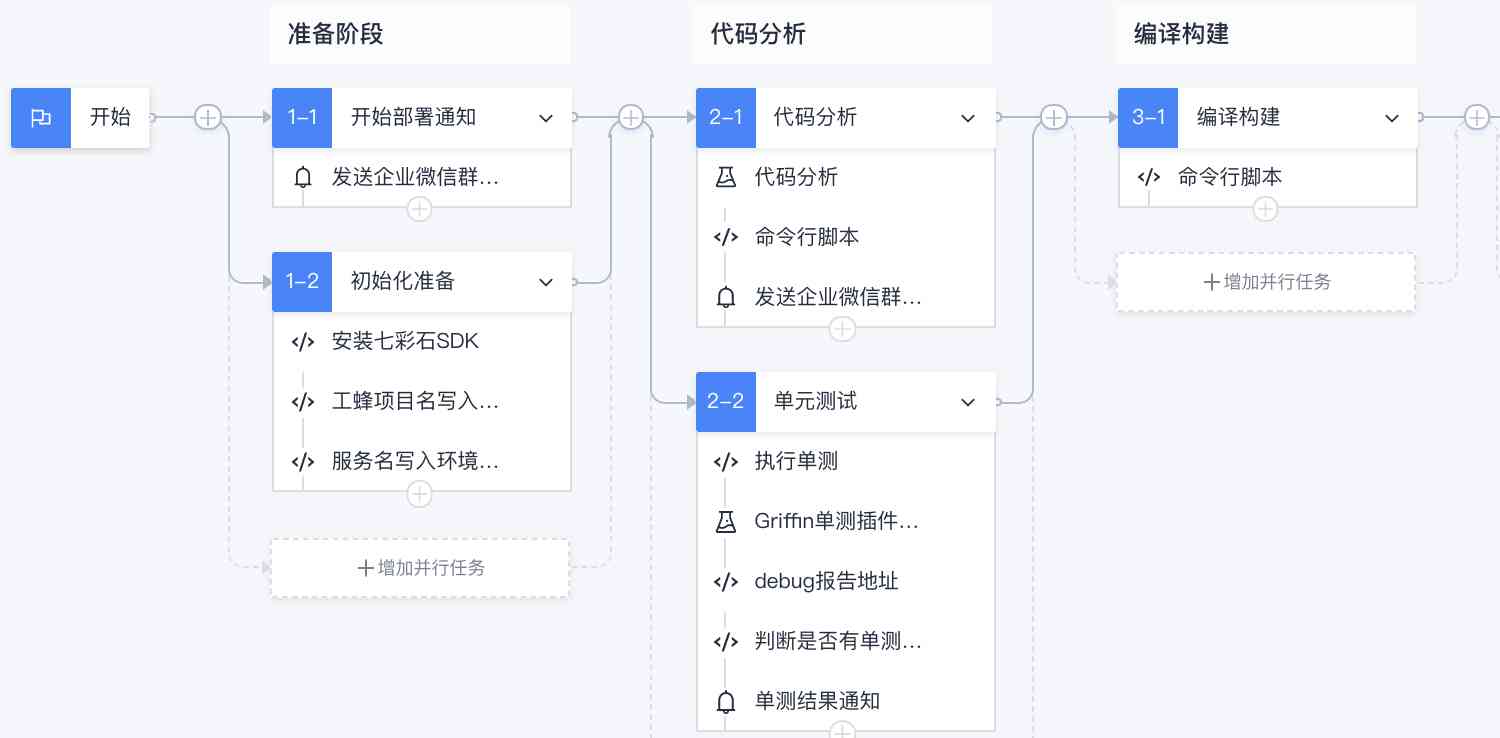 准备阶段
代码分析
编译构建
开始
1-1 开始部署通知
发送企业微信群...
1-2 初始化准备
安装七彩石SDK
工蜂项目名写入...
服务名写入环境...
增加并行任务
2-1 代码分析
代码分析
命令行脚本
发送企业微信群...
2-2 单元测试
执行单测
Griffin单测插件...
debug报告地址
判断是否有单测...
单测结果通知
3-1 编译构建
命令行脚本
增加并行任务